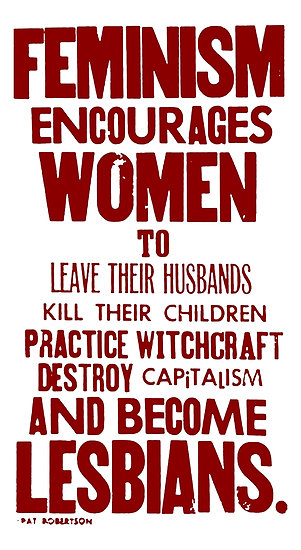 FEMINISM
ENCOURAGES
WOMEN
TO
LEAVE THEIR HUSBANDS
KILL THEIR CHILDREN
PRACTICE WITCHCRAFT
DESTROY CAPiTALISM
AND BECOME
LESBIANS.
-PAT ROBERTSON